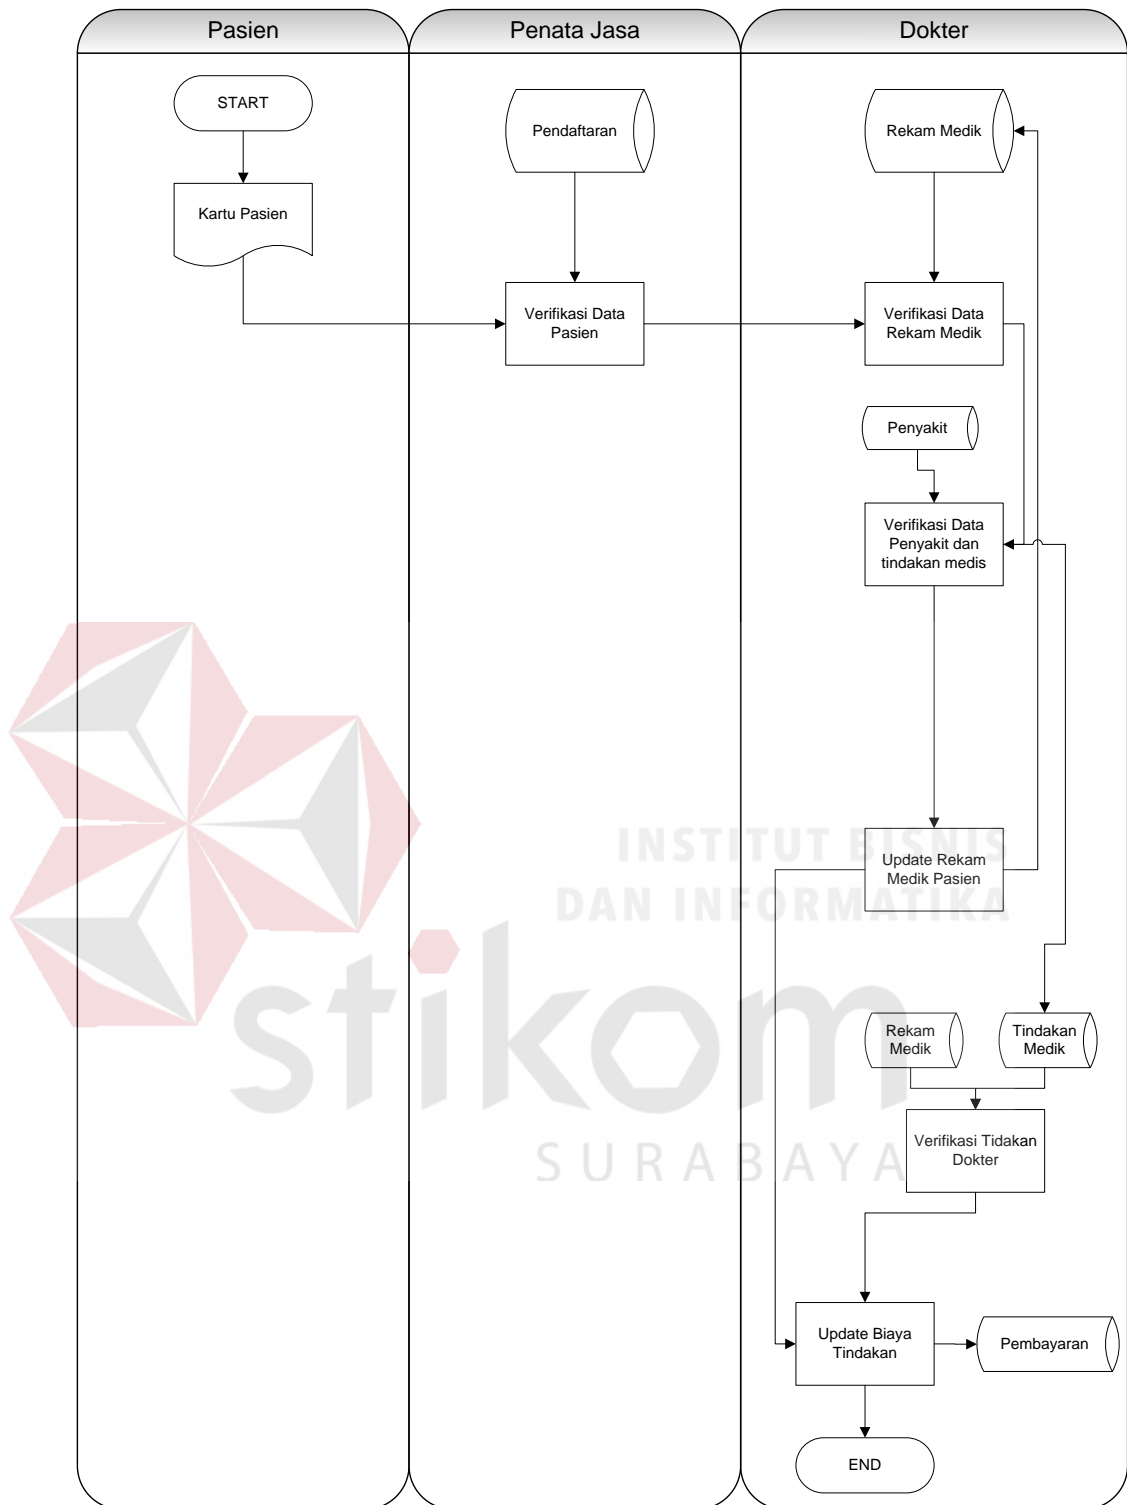 Pasien
Penata Jasa
Dokter
START
Pendaftaran
Rekam Medik
Kartu Pasien
Verifikasi Data
Pasien
Verifikasi Data
Rekam Medik
Penyakit
Verifikasi Data
Penyakit dan
tindakan medis
INSTITUT BISNIS
DAN INFORMATIKA
Update Rekam
Medik Pasien
stikom
SURABAYA
Rekam
Medik
Tindakan
Medik
Verifikasi Tidakan
Dokter
Update Biaya
Tindakan
Pembayaran
END